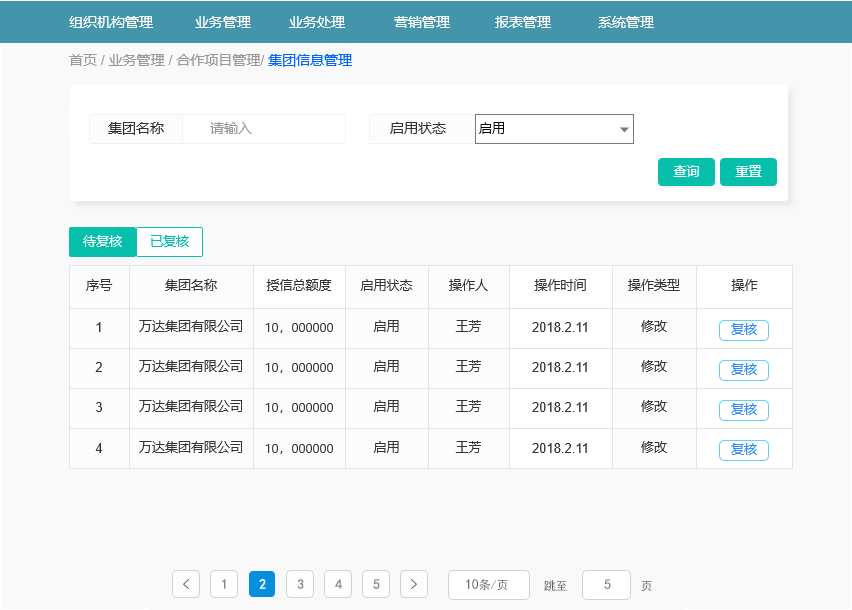 组织机构管理 业务管理 业务处理 营销管理 报表管理 系统管理
首页 / 业务管理 / 合作项目管理/ 集团信息管理
集团名称 请输入 启用状态 启用
查询 重置
待复核 已复核
序号 集团名称 授信总额度 启用状态 操作人 操作时间 操作类型 操作
1 万达集团有限公司 10，000000 启用 王芳 2018.2.11 修改 复核
2 万达集团有限公司 10，000000 启用 王芳 2018.2.11 修改 复核
3 万达集团有限公司 10，000000 启用 王芳 2018.2.11 修改 复核
4 万达集团有限公司 10，000000 启用 王芳 2018.2.11 修改 复核
< 1 2 3 4 5 > 10条/页 跳至 5 页